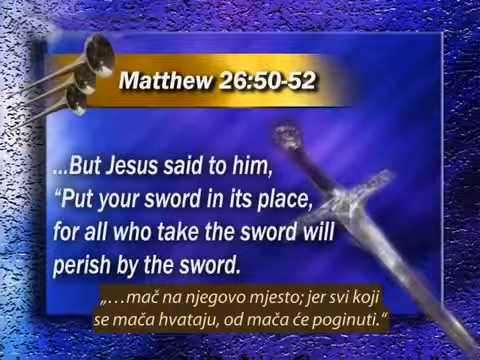 Matthew 26:50-52
...But Jesus said to him,
“Put your sword in its place,
for all who take the sword will
perish by the sword.
„…mač na njegovo mjesto; jer svi koji
se mača hvataju, od mača će poginuti.“